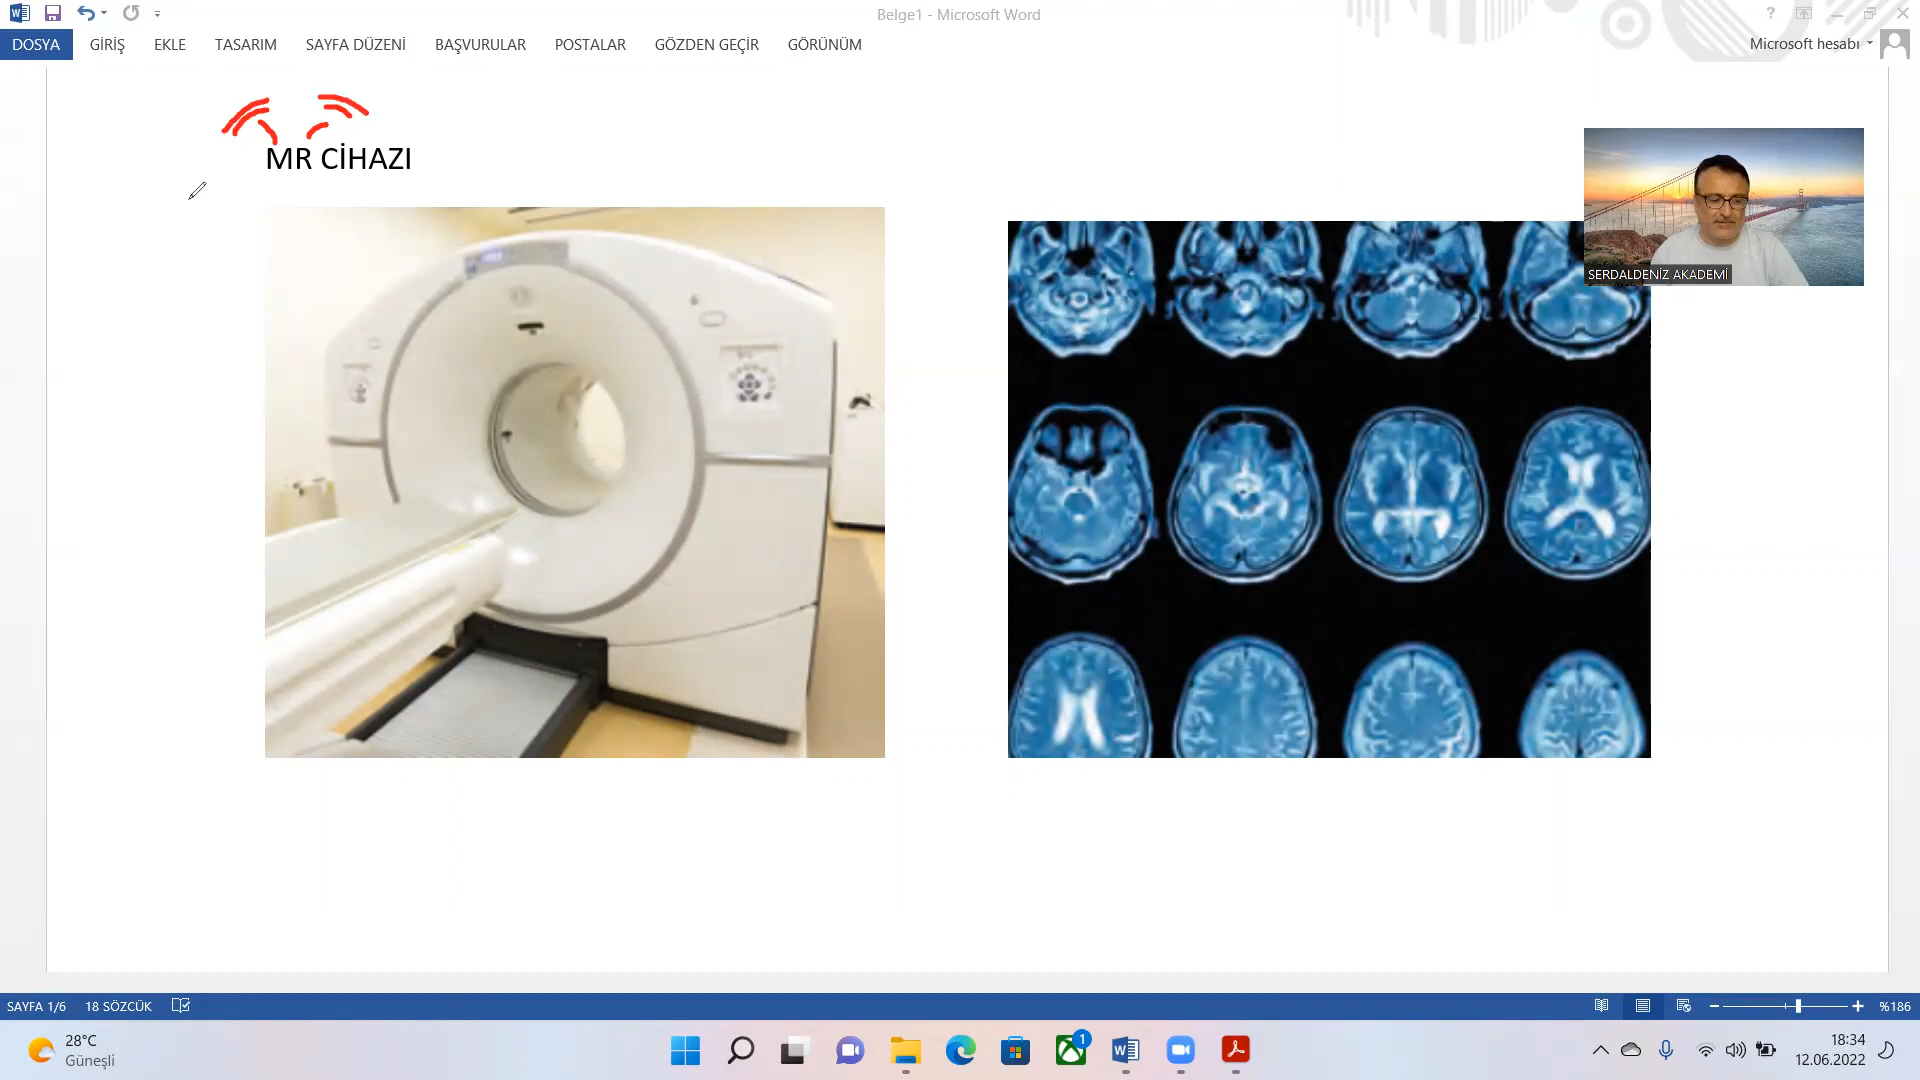 Belge1 - Microsoft Word
DOSYA GİRİŞ EKLE TASARIM SAYFA DÜZENİ BAŞVURULAR POSTALAR GÖZDEN GEÇİR GÖRÜNÜM Microsoft hesabı
MR CİHAZI
SERDALDENİZ AKADEMİ
SAYFA 1/6 18 SÖZCÜK %186
28°C
Güneşli
1
18:34
12.06.2022